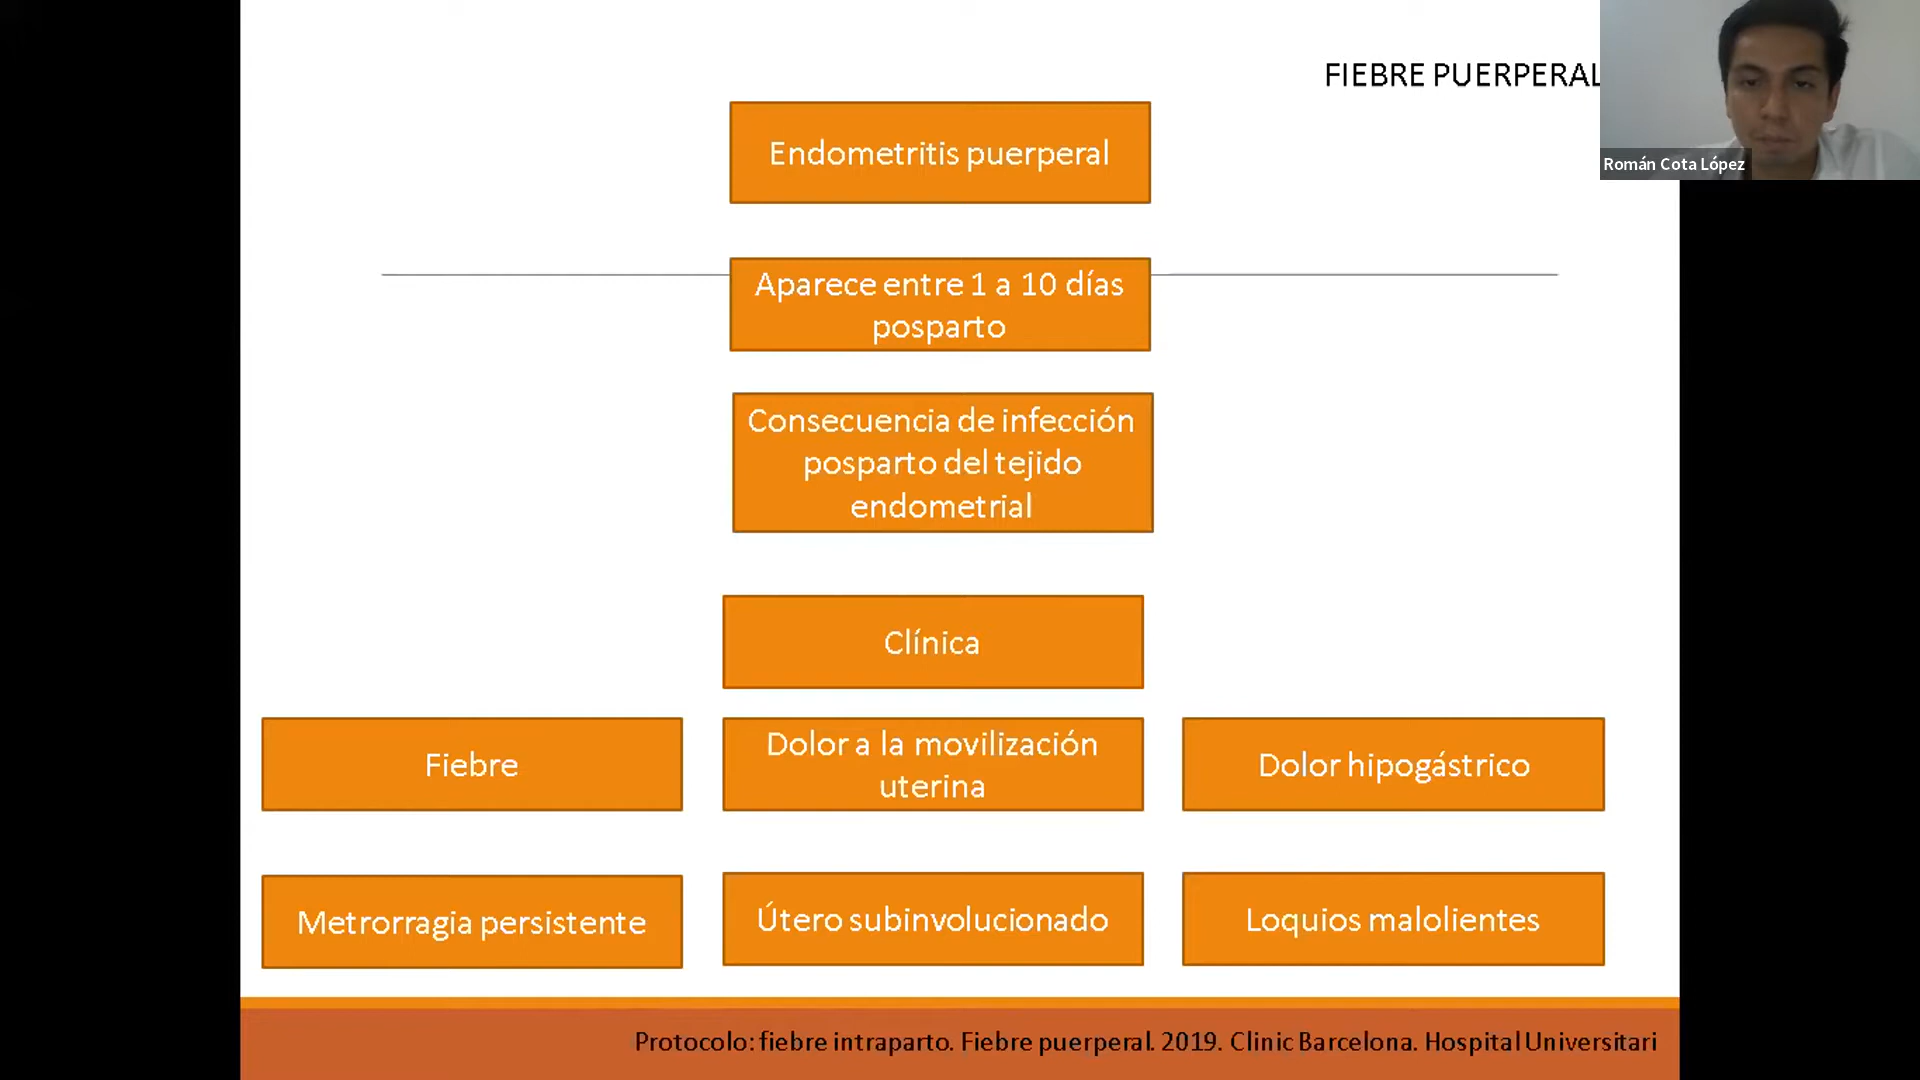 FIEBRE PUERPERAL
Román Cota López
Endometritis puerperal
Aparece entre 1 a 10 días
posparto
Consecuencia de infección
posparto del tejido
endometrial
Clínica
Fiebre
Dolor a la movilización
uterina
Dolor hipogástrico
Metrorragia persistente
Útero subinvolucionado
Loquios malolientes
Protocolo: fiebre intraparto. Fiebre puerperal. 2019. Clinic Barcelona. Hospital Universitari